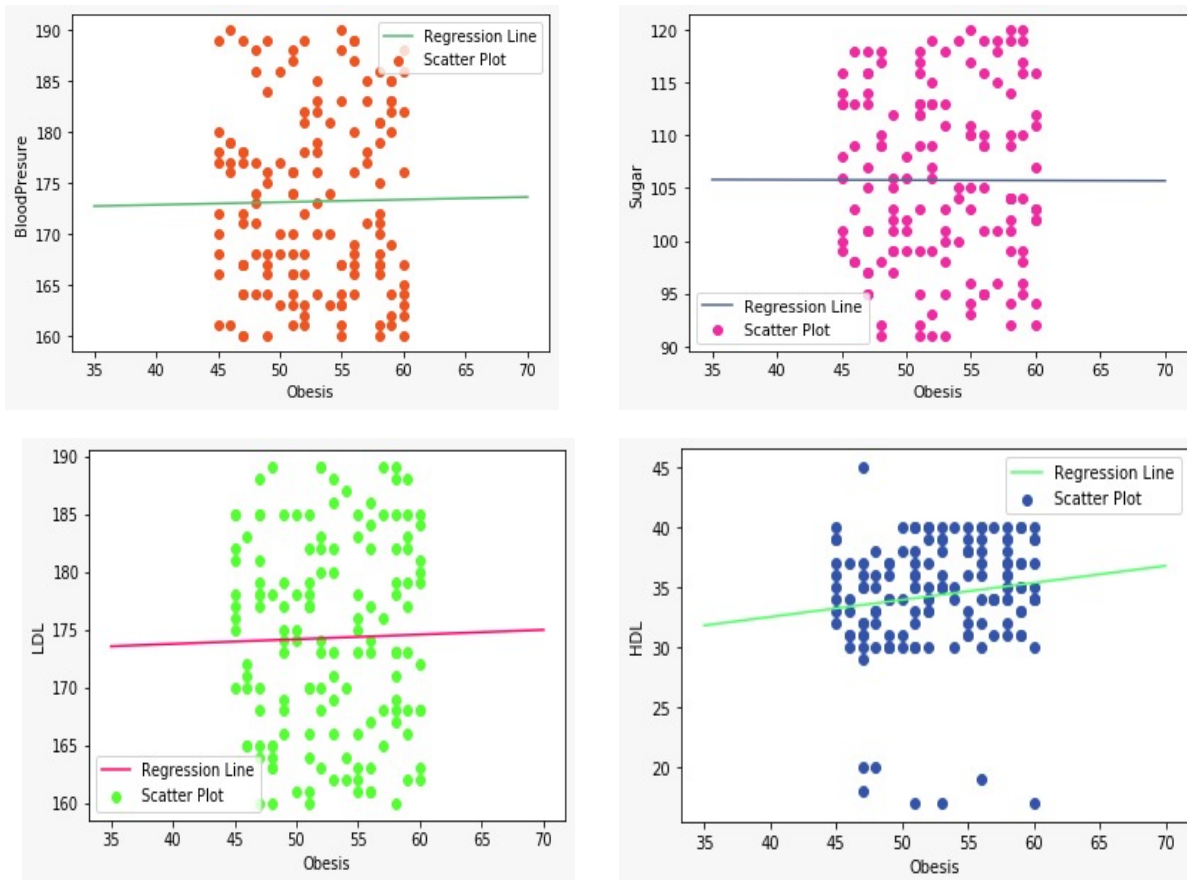 190
185
180
175
170
165
160
BloodPresure
Regression Line
Scatter Plot
35 40 45 50 55 60 65 70
Obesis
120
115
110
105
100
95
90
Sugar
Regression Line
Scatter Plot
35 40 45 50 55 60 65 70
Obesis
190
185
180
175
170
165
160
LDL
Regression Line
Scatter Plot
35 40 45 50 55 60 65 70
Obesis
45
40
35
30
25
20
HDL
Regression Line
Scatter Plot
35 40 45 50 55 60 65 70
Obesis